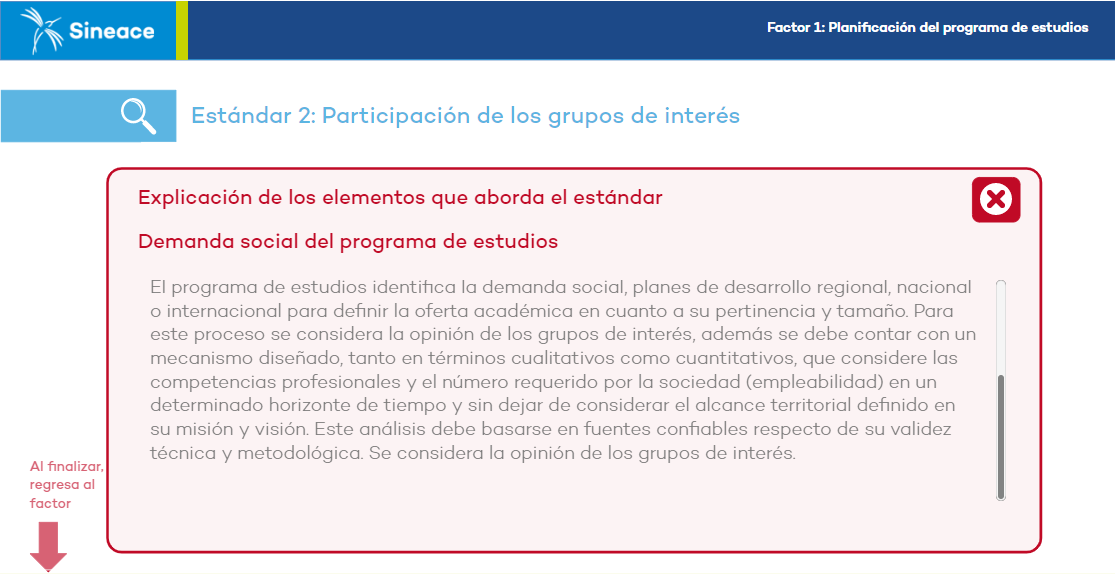 Sineace
Factor 1: Planificación del programa de estudios
Estándar 2: Participación de los grupos de interés
Explicación de los elementos que aborda el estándar
Demanda social del programa de estudios
El programa de estudios identifica la demanda social, planes de desarrollo regional, nacional
o internacional para definir la oferta académica en cuanto a su pertinencia y tamaño. Para
este proceso se considera la opinión de los grupos de interés, además se debe contar con un
mecanismo diseñado, tanto en términos cualitativos como cuantitativos, que considere las
competencias profesionales y el número requerido por la sociedad (empleabilidad) en un
determinado horizonte de tiempo y sin dejar de considerar el alcance territorial definido en
su misión y visión. Este análisis debe basarse en fuentes confiables respecto de su validez
técnica y metodológica. Se considera la opinión de los grupos de interés.
Al finalizar,
regresa al
factor